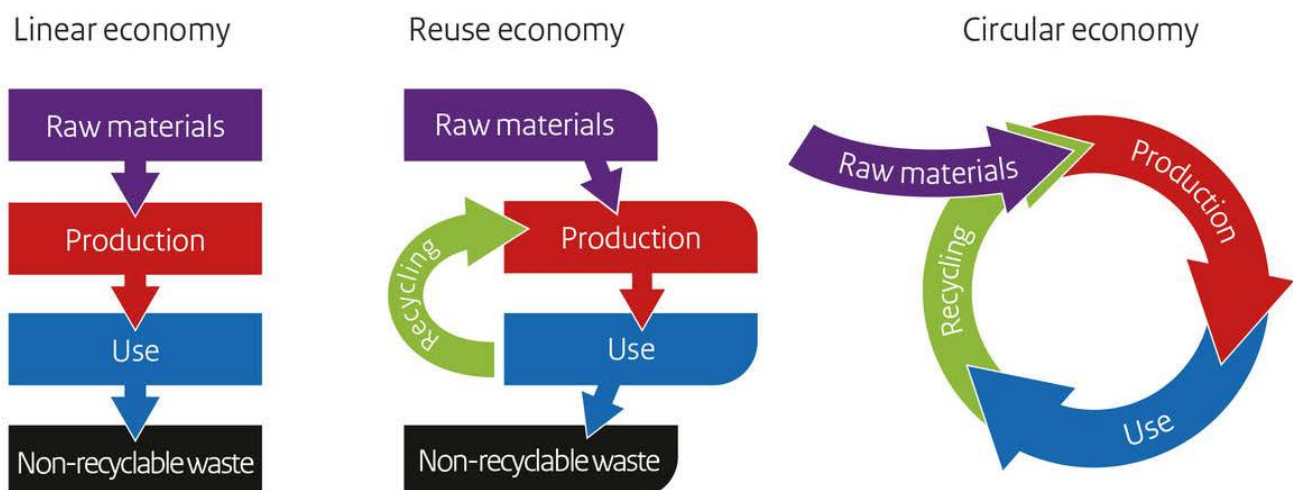 Linear economy
Raw materials
Production
Use
Non-recyclable waste
Reuse economy
Raw materials
Recycling
Production
Use
Non-recyclable waste
Circular economy
Raw materials
Production
Recycling
Use